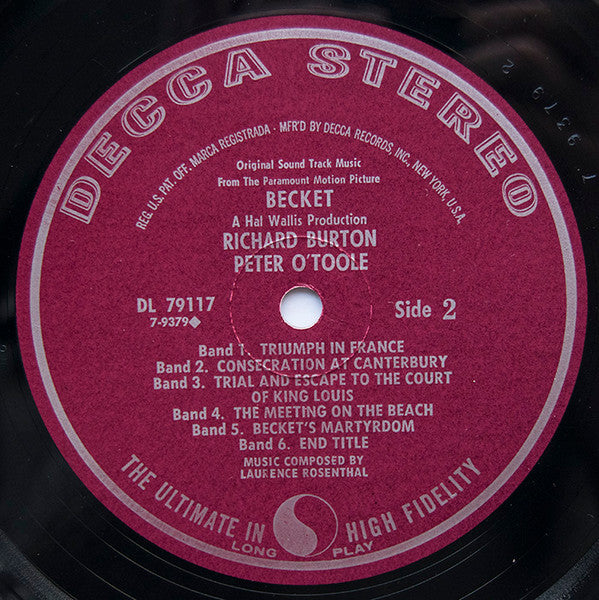 DECCA STEREO
REG. U.S. PAT. OFF. MARCA REGISTRADA - MFR'D BY DECCA RECORDS, INC. NEW YORK, U.S.A.
Original Sound Track Music
From The Paramount Motion Picture
BECKET
A Hal Wallis Production
RICHARD BURTON
PETER O'TOOLE
DL 79117
7-9379◆
Side 2
Band 1. TRIUMPH IN FRANCE
Band 2. CONSECRATION AT CANTERBURY
Band 3. TRIAL AND ESCAPE TO THE COURT
OF KING LOUIS
Band 4. THE MEETING ON THE BEACH
Band 5. BECKET'S MARTYRDOM
Band 6. END TITLE
MUSIC COMPOSED BY
LAURENCE ROSENTHAL
THE ULTIMATE IN HIGH FIDELITY
LONG PLAY